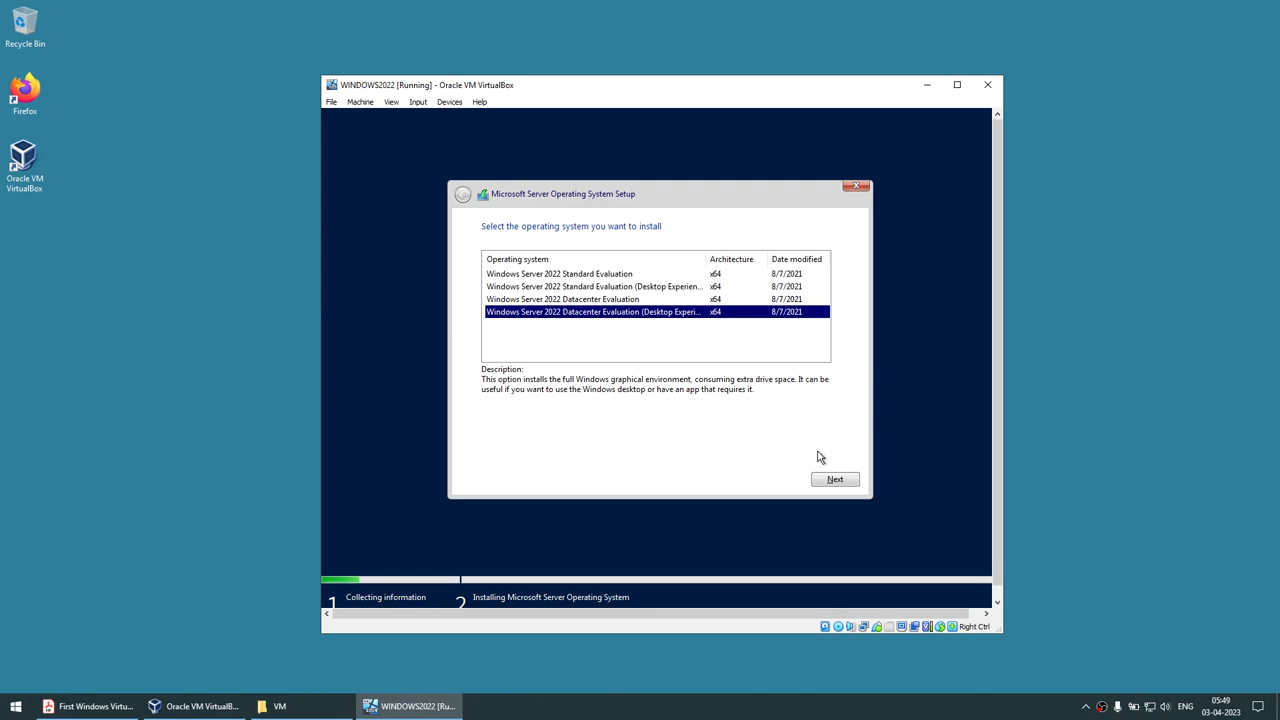 Recycle Bin
Firefox
Oracle VM
VirtualBox
WINDOWS2022 [Running] - Oracle VM VirtualBox
File Machine View Input Devices Help
Microsoft Server Operating System Setup
Select the operating system you want to install
Operating system Architecture Date modified
Windows Server 2022 Standard Evaluation x64 8/7/2021
Windows Server 2022 Standard Evaluation (Desktop Experien... x64 8/7/2021
Windows Server 2022 Datacenter Evaluation x64 8/7/2021
Windows Server 2022 Datacenter Evaluation (Desktop Experi... x64 8/7/2021
Description:
This option installs the full Windows graphical environment, consuming extra drive space. It can be
useful if you want to use the Windows desktop or have an app that requires it.
Next
1 Collecting information 2 Installing Microsoft Server Operating System
Right Ctrl
First Windows Virtu... Oracle VM VirtualB... VM WINDOWS2022 [Ru... ENG 05:49
03-04-2023